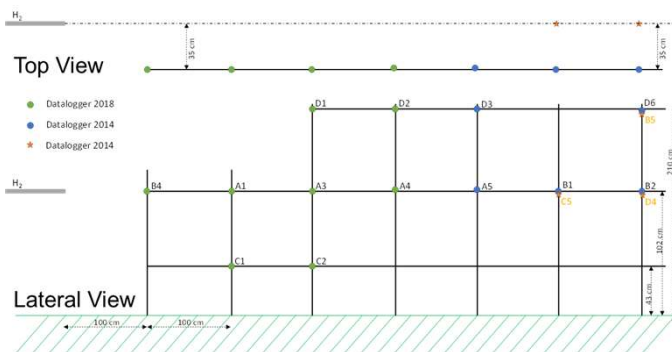 H2
35 cm
35 cm
Top View
Datalogger 2018
Datalogger 2014
Datalogger 2014
D1 D2 D3 D6
B5
H2
B4 A1 A3 A4 A5 B1 B2
C5 D4
210 cm
102 cm
C1 C2
43 cm
Lateral View
100 cm 100 cm